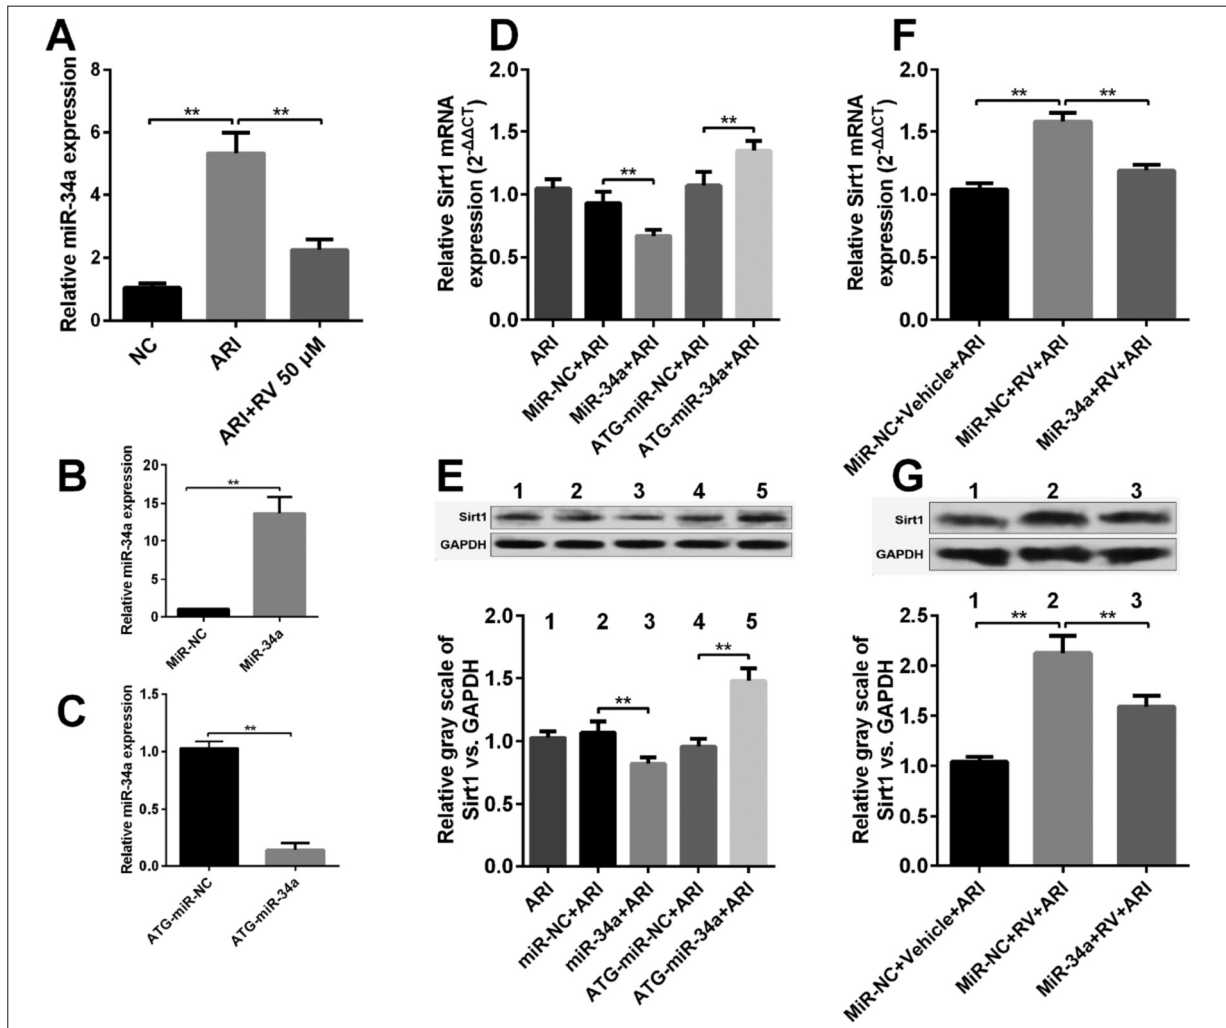 A
Relative miR-34a expression
8
6
4
2
0
**
**
NC
ARI
ARI+RV 50 µM
B
Relative miR-34a expression
20
15
10
5
0
**
MiR-NC
MiR-34a
C
Relative miR-34a expression
1.5
1.0
0.5
0.0
**
ATG-miR-NC
ATG-miR-34a
D
Relative Sirt1 mRNA
expression (2-ΔΔCT)
2.0
1.5
1.0
0.5
0.0
**
**
ARI
MiR-NC+ARI
MiR-34a+ARI
ATG-miR-NC+ARI
ATG-miR-34a+ARI
E
1 2 3 4 5
Sirt1
GAPDH
Relative gray scale of
Sirt1 vs. GAPDH
2.0
1.5
1.0
0.5
0.0
1 2 3 4 5
**
**
ARI
miR-NC+ARI
miR-34a+ARI
ATG-miR-NC+ARI
ATG-miR-34a+ARI
F
Relative Sirt1 mRNA
expression (2-ΔΔCT)
2.0
1.5
1.0
0.5
0.0
**
**
MiR-NC+Vehicle+ARI
MiR-NC+RV+ARI
MiR-34a+RV+ARI
G
1 2 3
Sirt1
GAPDH
Relative gray scale of
Sirt1 vs. GAPDH
2.5
2.0
1.5
1.0
0.5
0.0
1 2 3
**
**
MiR-NC+Vehicle+ARI
MiR-NC+RV+ARI
MiR-34a+RV+ARI